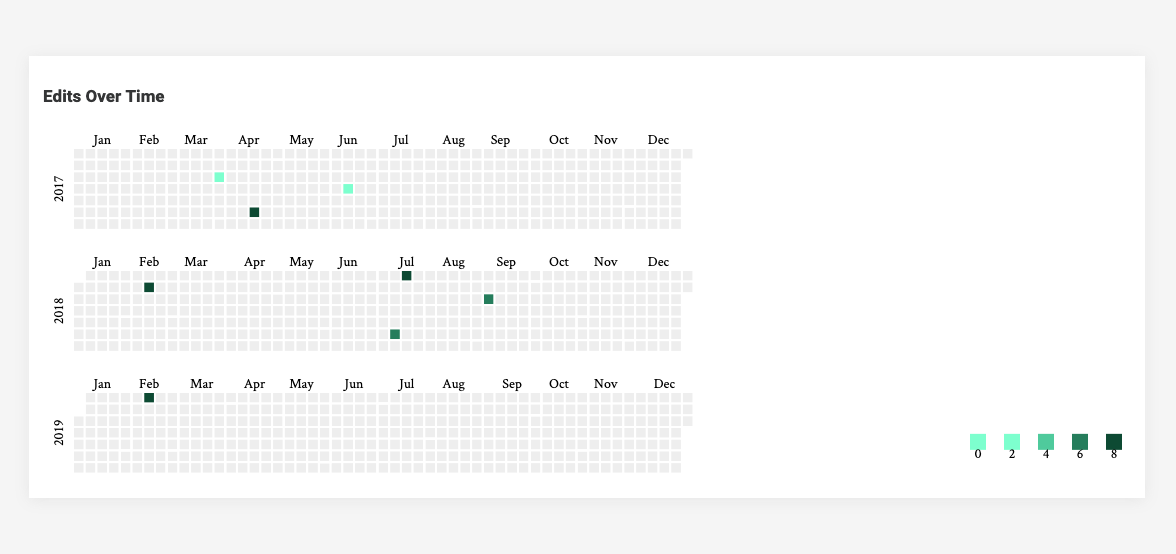 Edits Over Time
Jan Feb Mar Apr May Jun Jul Aug Sep Oct Nov Dec
2017
Jan Feb Mar Apr May Jun Jul Aug Sep Oct Nov Dec
2018
Jan Feb Mar Apr May Jun Jul Aug Sep Oct Nov Dec
2019
0 2 4 6 8